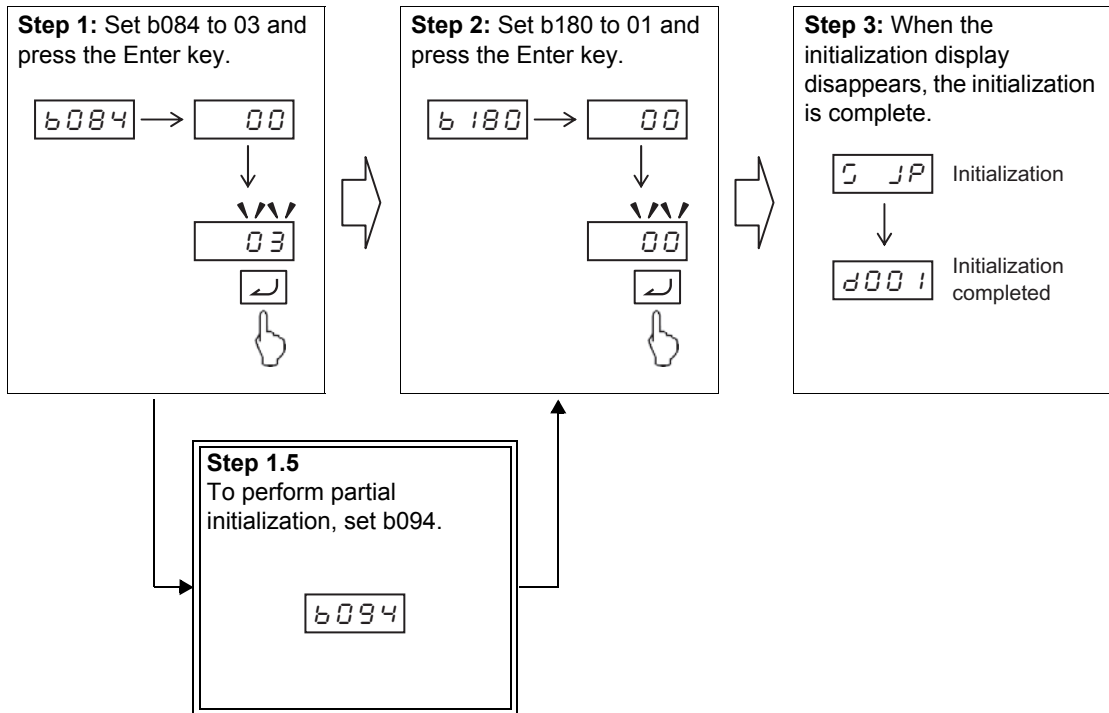 Step 1: Set b084 to 03 and
press the Enter key.
b084
00
03
Step 2: Set b180 to 01 and
press the Enter key.
b180
00
00
Step 3: When the
initialization display
disappears, the initialization
is complete.
5 JP
Initialization
d001
Initialization
completed
Step 1.5
To perform partial
initialization, set b094.
b094